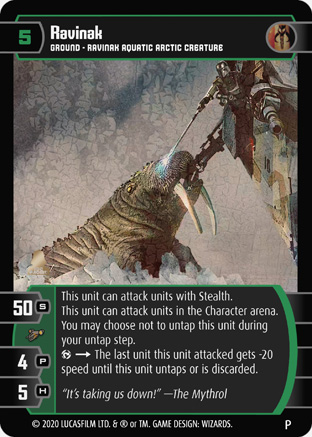 5
Ravinak
GROUND - RAVINAK AQUATIC ARCTIC CREATURE
50 S
4 P
5 H
This unit can attack units with Stealth.
This unit can attack units in the Character arena.
You may choose not to untap this unit during
your untap step.
→ The last unit this unit attacked gets -20
speed until this unit untaps or is discarded.
“It’s taking us down!” —The Mythrol
© 2020 LUCASFILM LTD. & ® or TM. GAME DESIGN: WIZARDS.
P